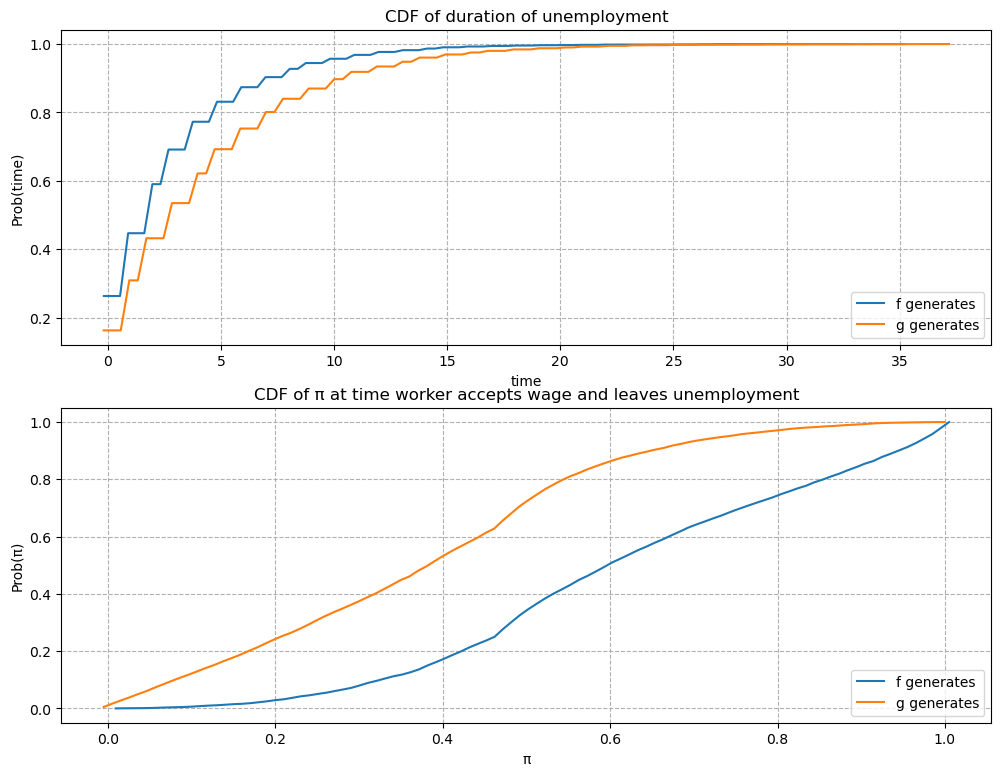 CDF of duration of unemployment
1.0
0.8
0.6
0.4
0.2
Prob(time)
f generates
g generates
0 5 10 15 20 25 30 35
time
CDF of π at time worker accepts wage and leaves unemployment
1.0
0.8
0.6
0.4
0.2
0.0
Prob(π)
f generates
g generates
0.0 0.2 0.4 0.6 0.8 1.0
π